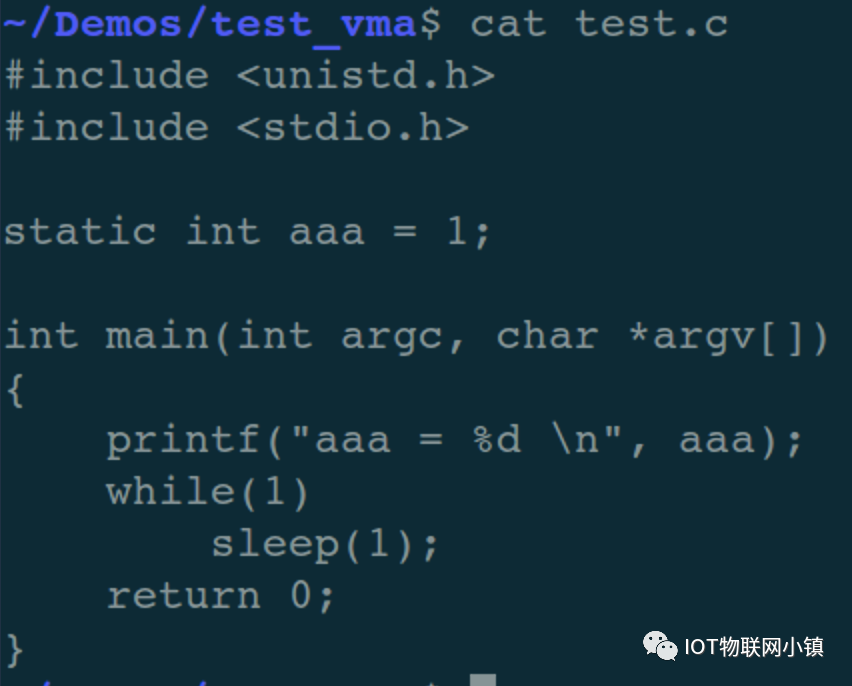 ~/Demos/test_vma$ cat test.c
#include <unistd.h>
#include <stdio.h>

static int aaa = 1;

int main(int argc, char *argv[])
{
    printf("aaa = %d \n", aaa);
    while(1)
        sleep(1);
    return 0;
}
IOT物联网小镇